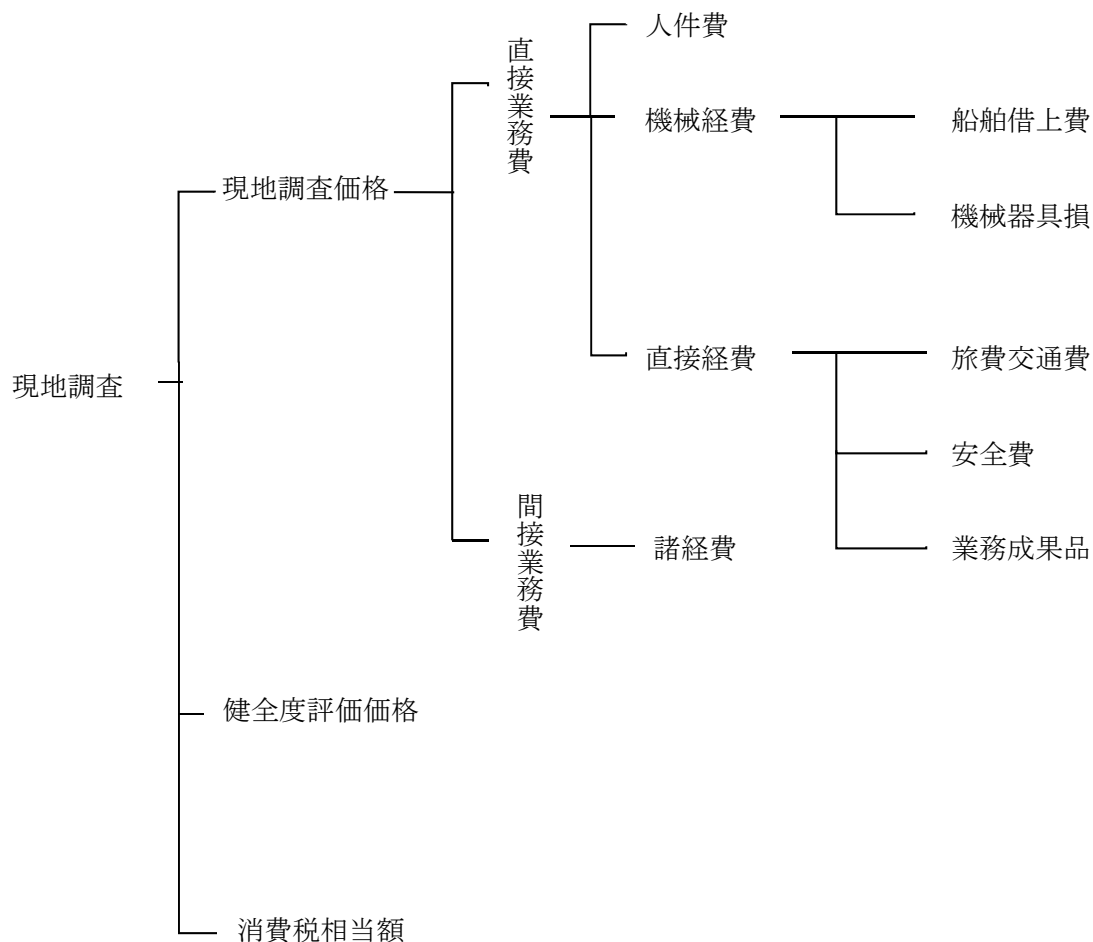 人件費
直接業務費
機械経費
船舶借上費
現地調査価格
機械器具損
直接経費
旅費交通費
現地調査
安全費
間接業務費
諸経費
業務成果品
健全度評価価格
消費税相当額